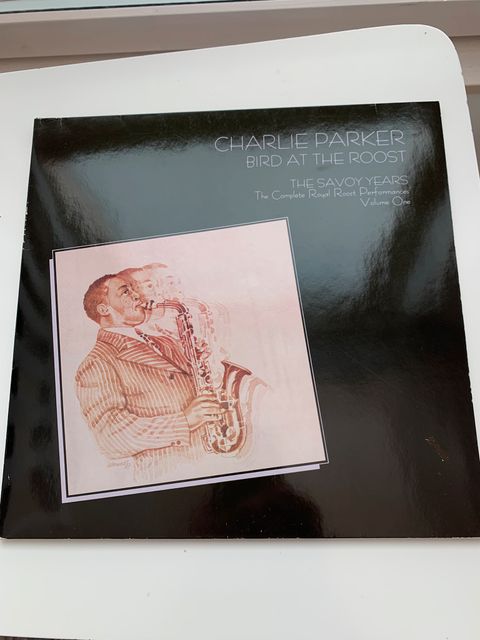 CHARLIE PARKER
BIRD AT THE ROOST
THE SAVOY YEARS
The Complete Royal Roost Performances
Volume One